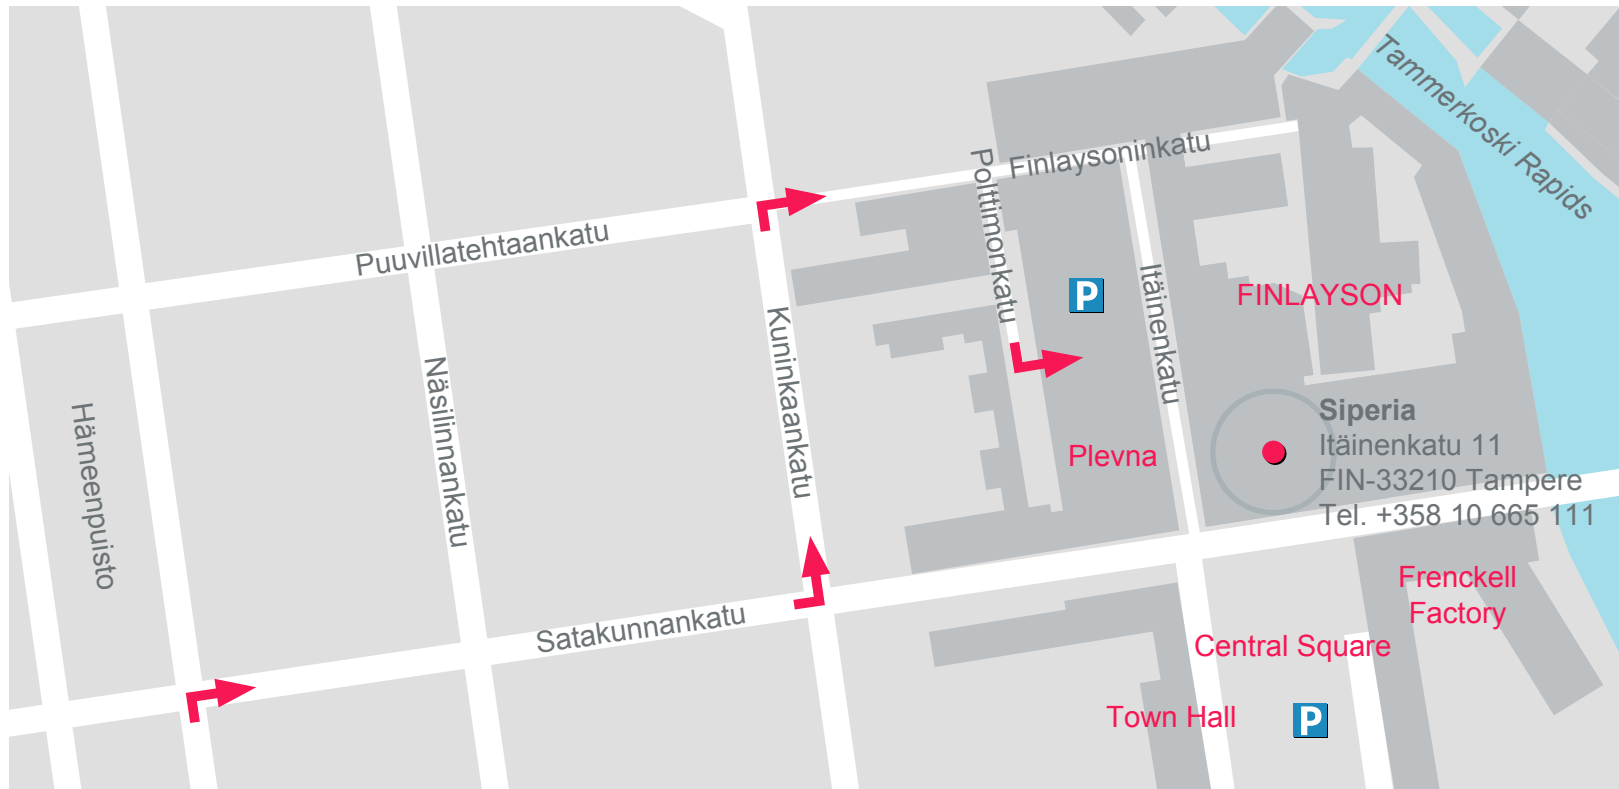 Tammerkoski Rapids
Finlaysoninkatu
Polttimonkatu
Puuvillatehtaankatu
Itäinenkatu
P
FINLAYSON
Kuninkaankatu
Näsilinnankatu
Hämeenpuisto
Siperia
Itäinenkatu 11
FIN-33210 Tampere
Tel. +358 10 665 111
Plevna
Satakunnankatu
Frenckell
Factory
Central Square
Town Hall
P